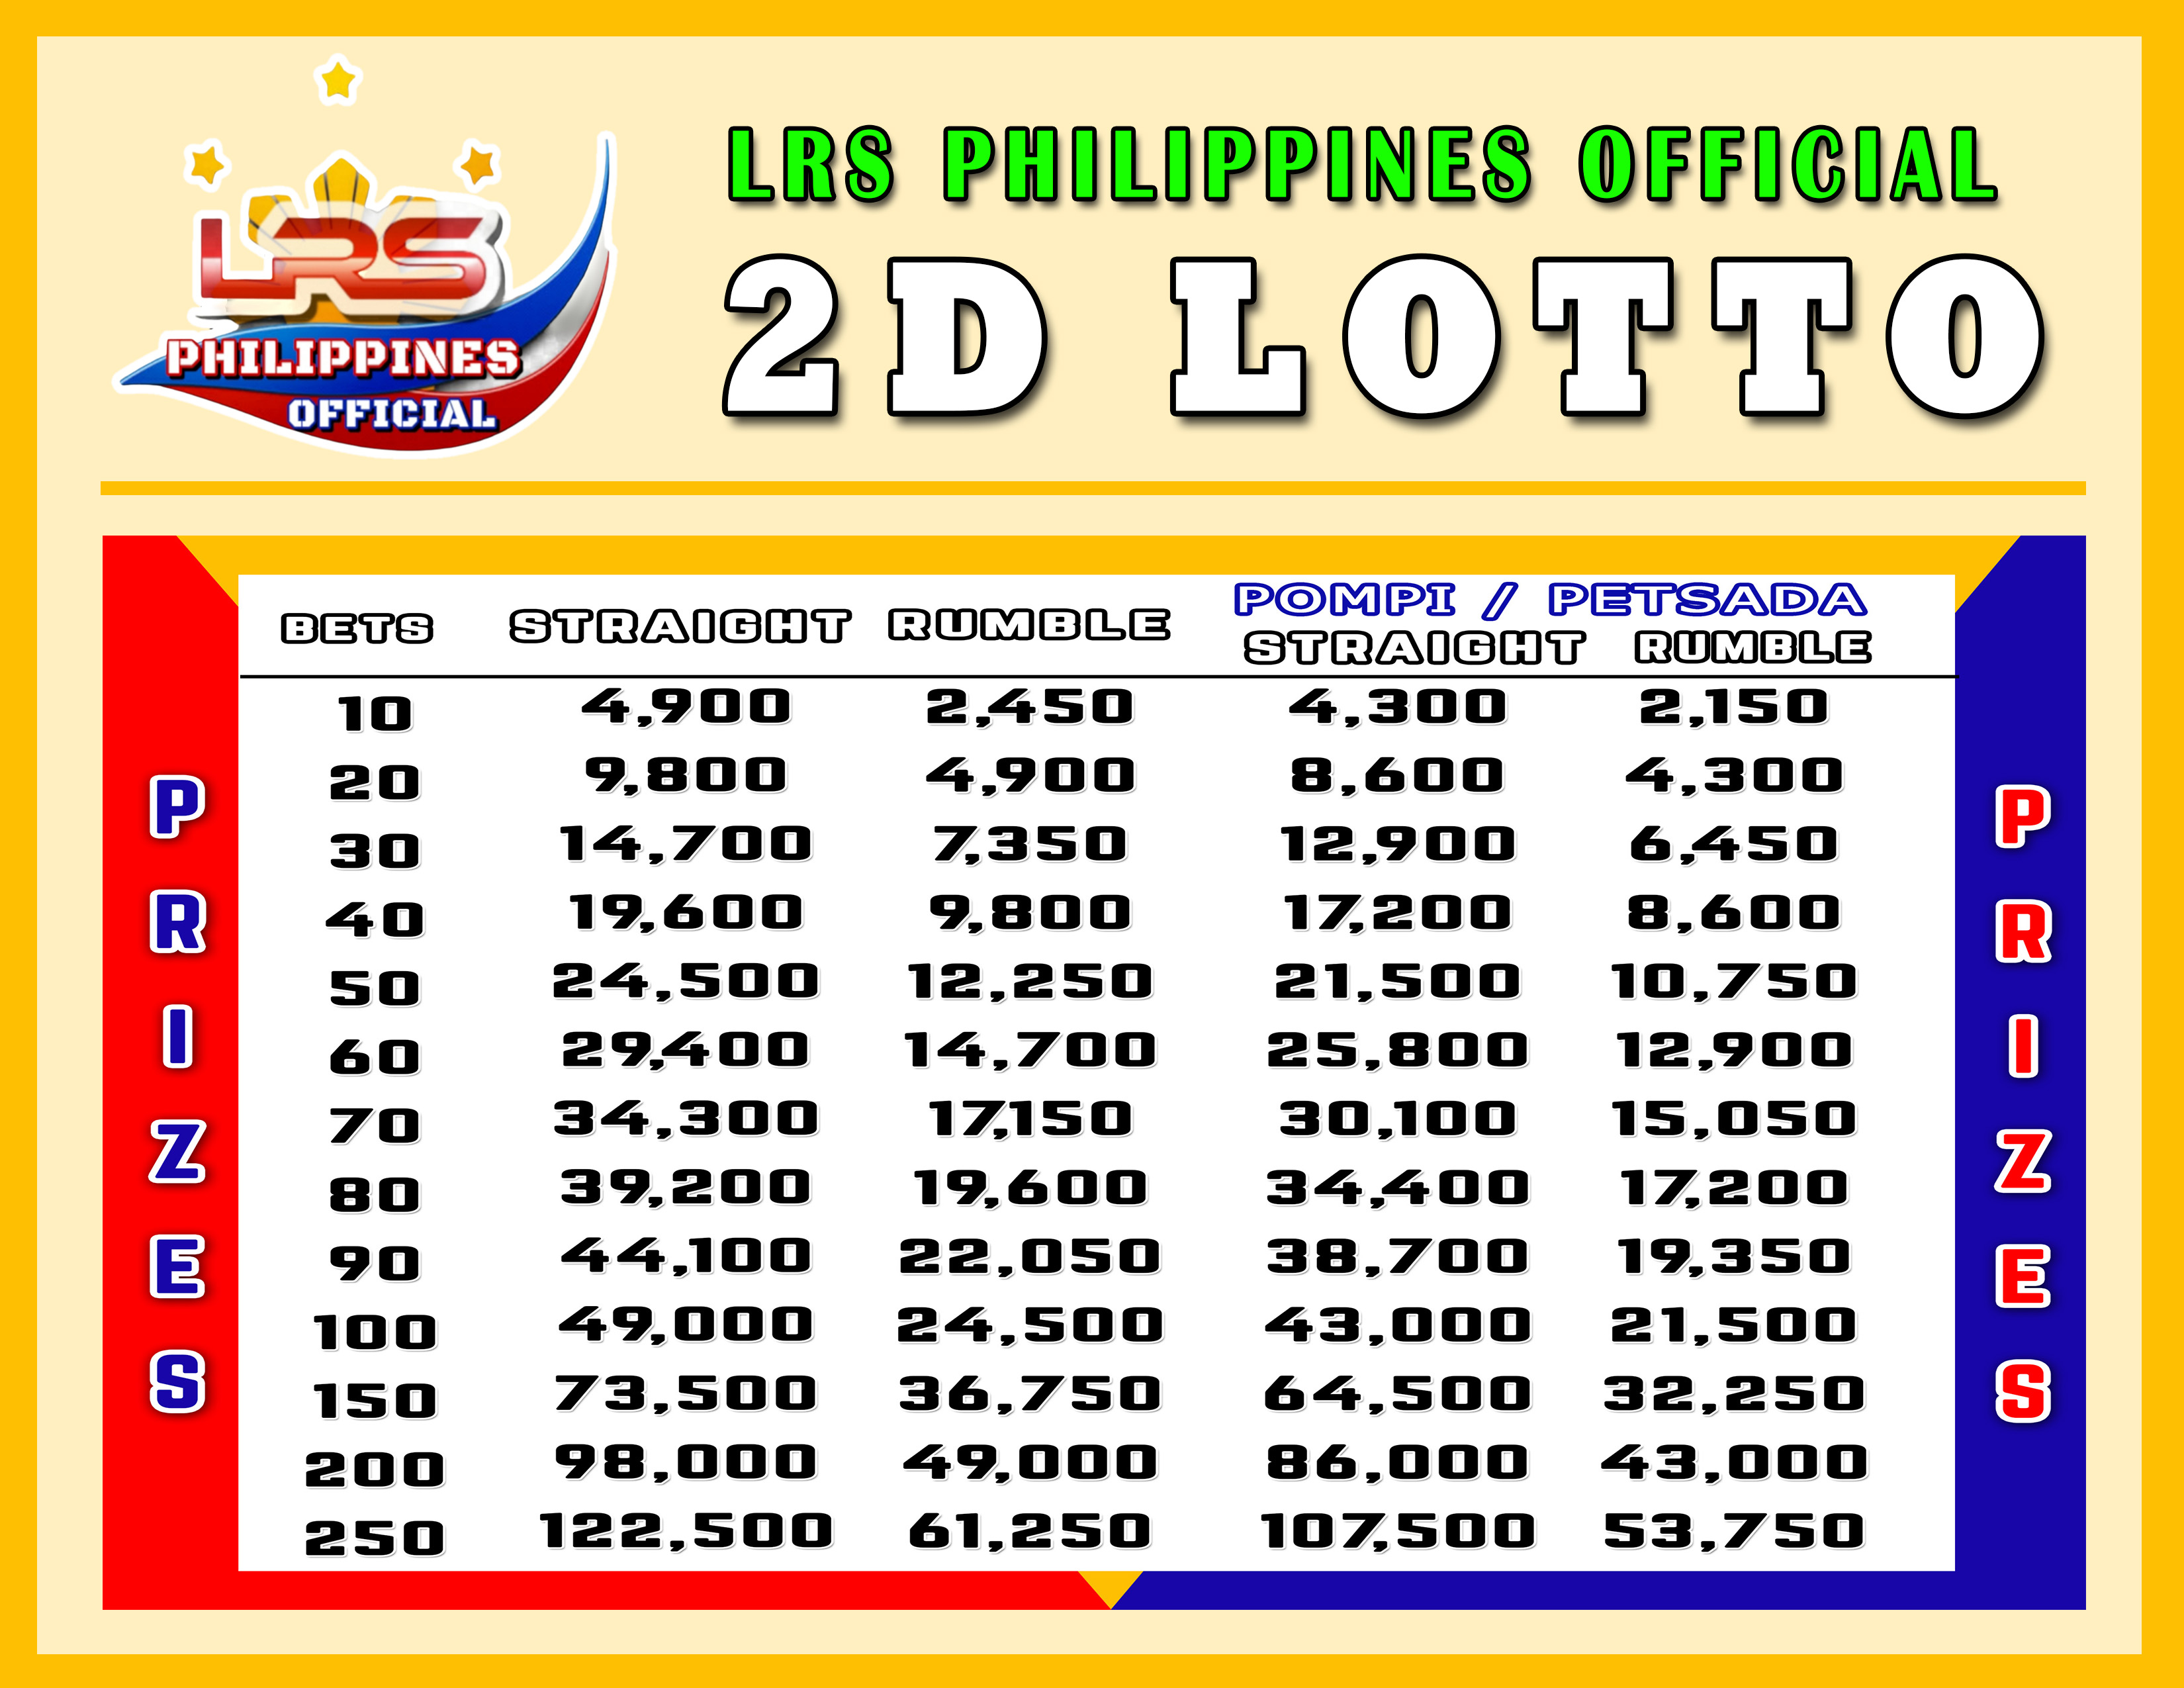 LRS
PHILIPPINES
OFFICIAL
LRS PHILIPPINES OFFICIAL
2D LOTTO
POMPI / PETSADA
BETS STRAIGHT RUMBLE STRAIGHT RUMBLE
10 4,900 2,450 4,300 2,150
20 9,800 4,900 8,600 4,300
30 14,700 7,350 12,900 6,450
40 19,600 9,800 17,200 8,600
50 24,500 12,250 21,500 10,750
60 29,400 14,700 25,800 12,900
70 34,300 17,150 30,100 15,050
80 39,200 19,600 34,400 17,200
90 44,100 22,050 38,700 19,350
100 49,000 24,500 43,000 21,500
150 73,500 36,750 64,500 32,250
200 98,000 49,000 86,000 43,000
250 122,500 61,250 107,500 53,750
PRIZES
PRIZES